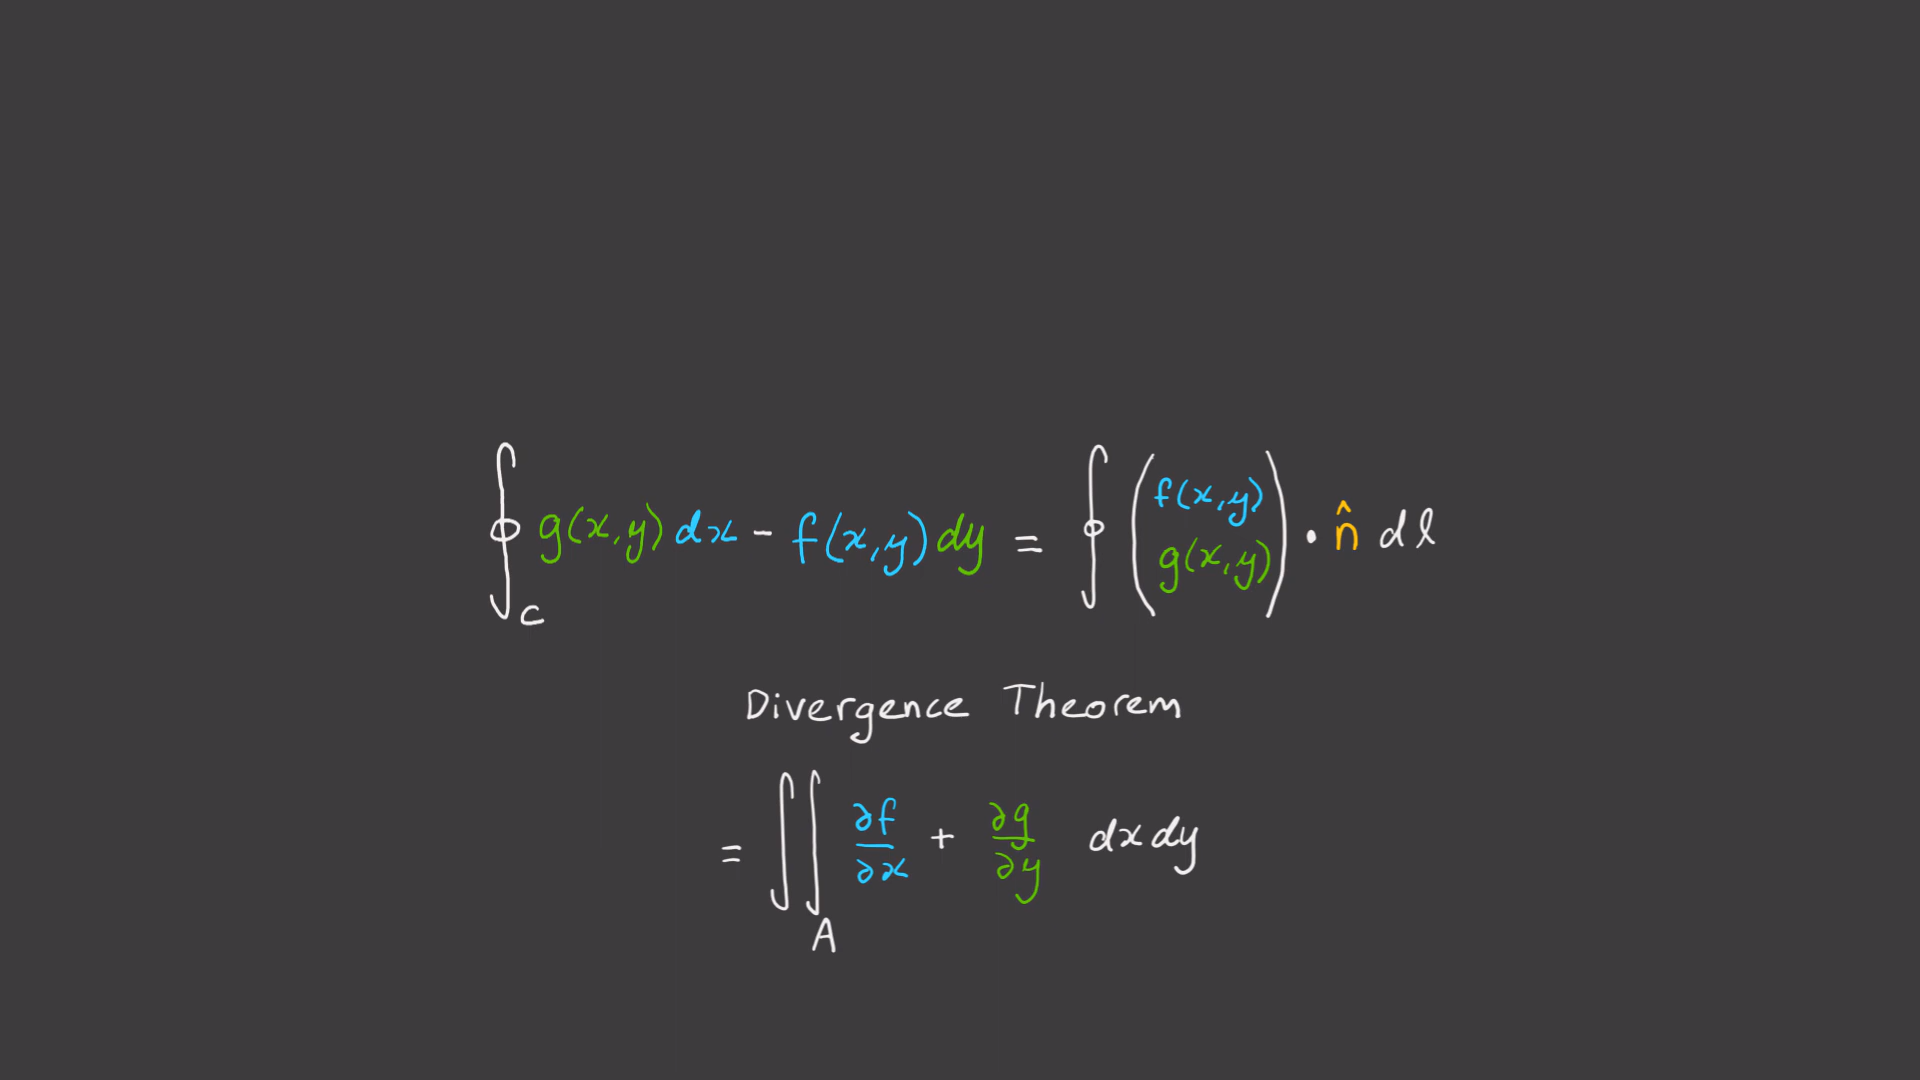 ∮_C g(x,y) dx - f(x,y) dy = ∮ (f(x,y) g(x,y)) · n̂ dl
Divergence Theorem
= ∬_A ∂f/∂x + ∂g/∂y dx dy